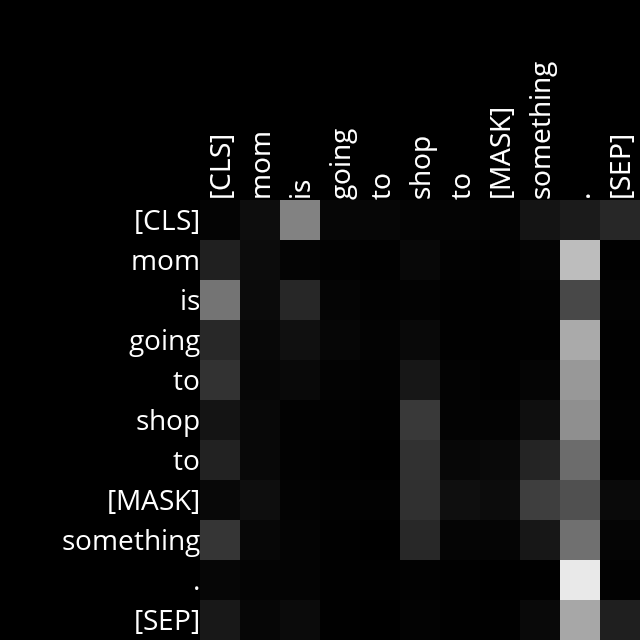 [CLS] mom is going to shop to [MASK] something . [SEP]
[CLS]
mom
is
going
to
shop
to
[MASK]
something
.
[SEP]